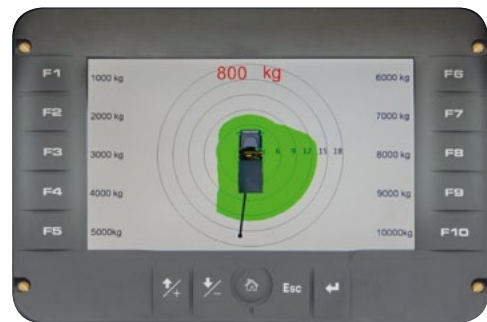 800 kg
F1 1000 kg 6000 kg F6
F2 2000 kg 7000 kg F7
F3 3000 kg 6 9 12 15 18 8000 kg F8
F4 4000 kg 9000 kg F9
F5 5000kg 10000kg F10
+ - Esc